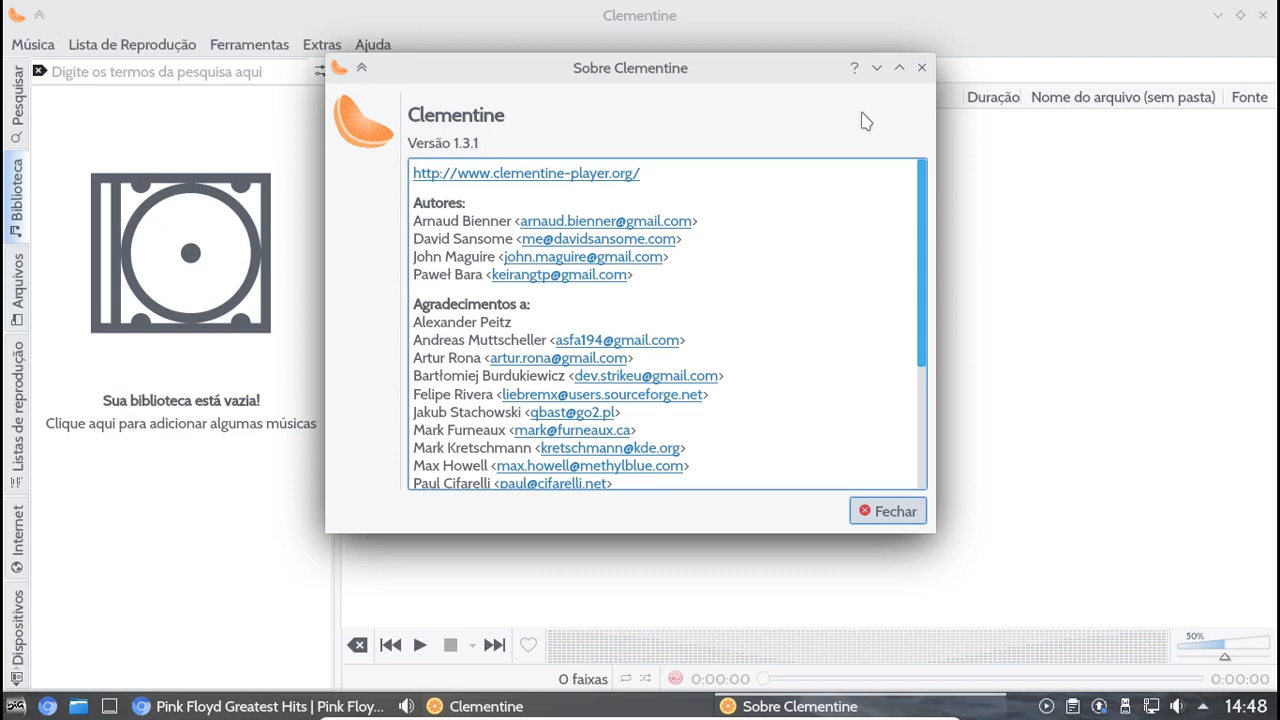 Clementine
Música Lista de Reprodução Ferramentas Extras Ajuda
Digite os termos da pesquisa aqui
Pesquisar
Biblioteca
Arquivos
Listas de reprodução
Internet
Dispositivos
Sua biblioteca está vazia!
Clique aqui para adicionar algumas músicas
Sobre Clementine
?
Clementine
Versão 1.3.1
http://www.clementine-player.org/
Autores:
Arnaud Bienner <arnaud.bienner@gmail.com>
David Sansome <me@davidsansome.com>
John Maguire <john.maguire@gmail.com>
Paweł Bara <keirangtp@gmail.com>
Agradecimentos a:
Alexander Peitz
Andreas Muttscheller <asfa194@gmail.com>
Artur Rona <artur.rona@gmail.com>
Bartłomiej Burdukiewicz <dev.strikeu@gmail.com>
Felipe Rivera <liebremx@users.sourceforge.net>
Jakub Stachowski <qbast@go2.pl>
Mark Furneaux <mark@furneaux.ca>
Mark Kretschmann <kretschmann@kde.org>
Max Howell <max.howell@methylblue.com>
Paul Cifarelli <paul@cifarelli.net>
Fechar
Duração Nome do arquivo (sem pasta) Fonte
50%
0 faixas 0:00:00 0:00:00
Pink Floyd Greatest Hits | Pink Floy... Clementine Sobre Clementine 14:48